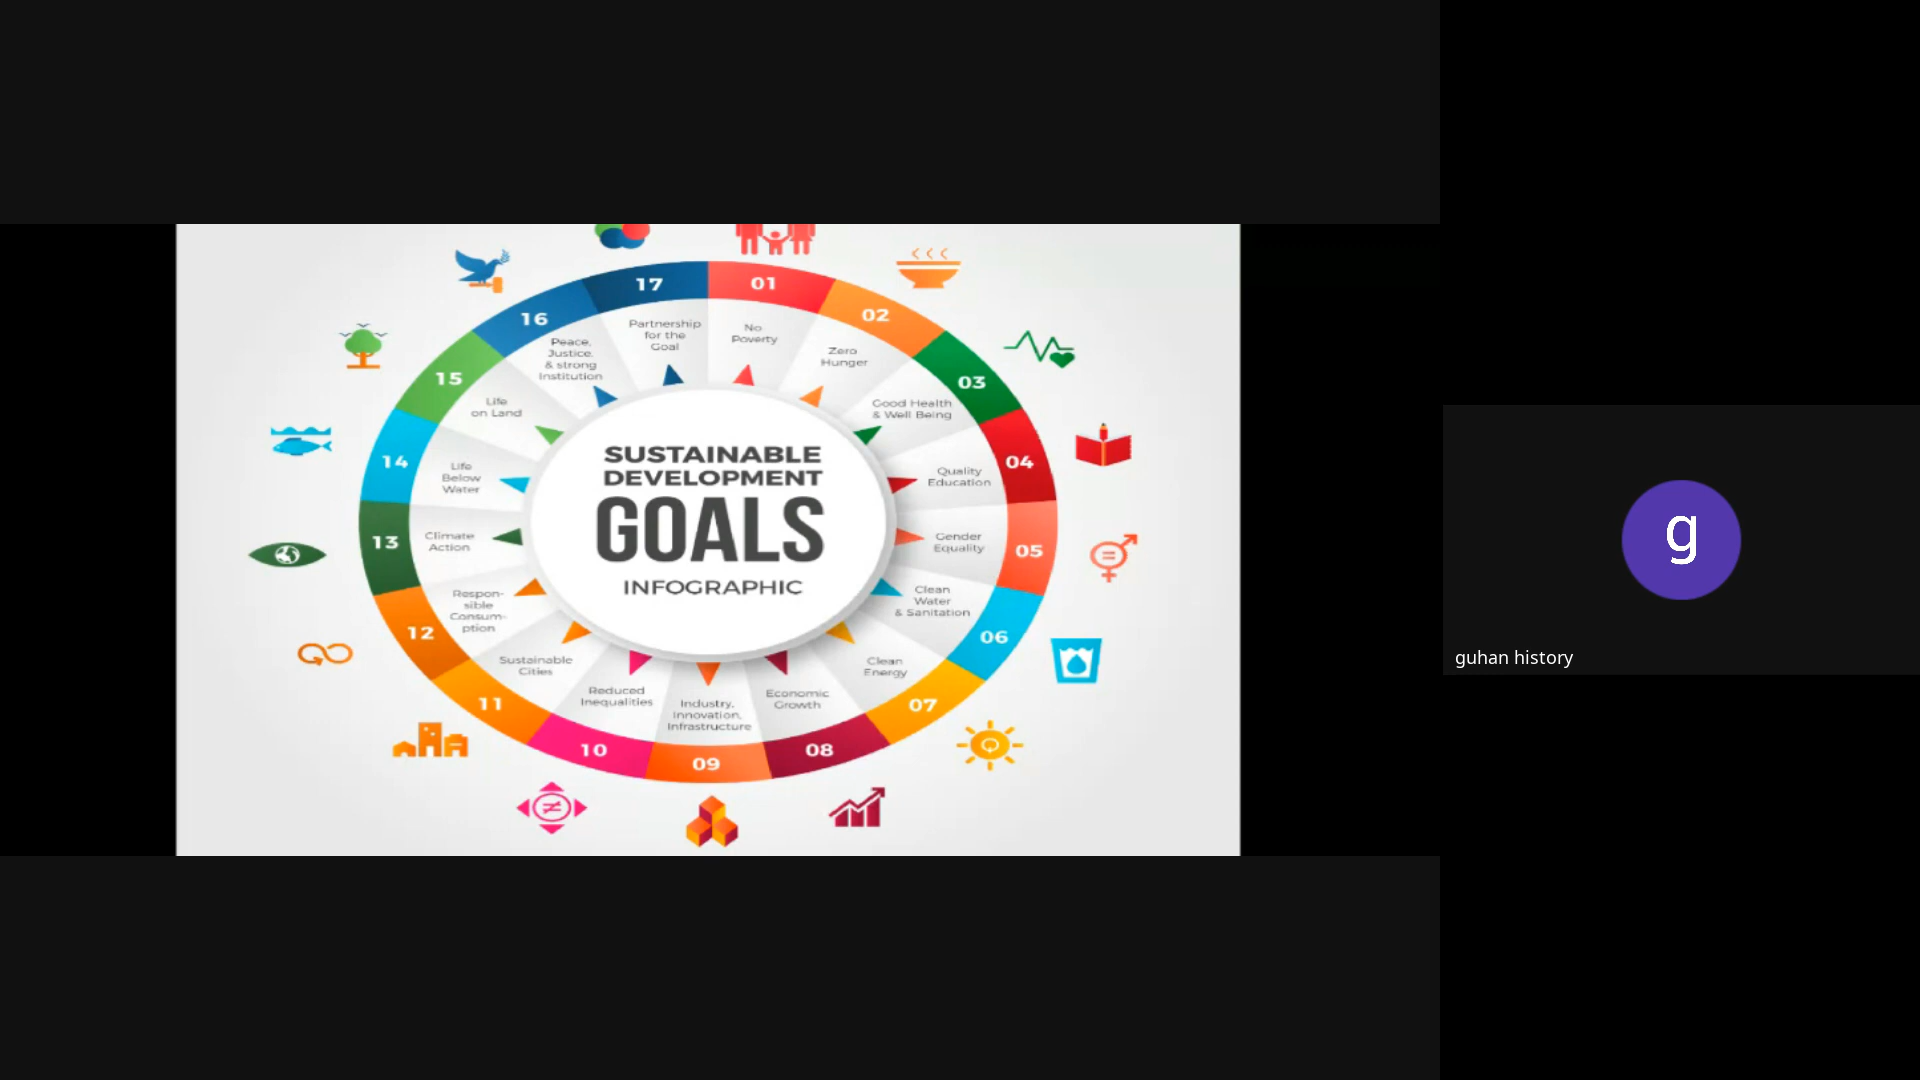 17
01
16
02
Partnership
for the
Goal
No
Poverty
Peace,
Justice,
& strong
Institution
Zero
Hunger
15
03
Life
on Land
Good Health
& Well Being
SUSTAINABLE
DEVELOPMENT
GOALS
INFOGRAPHIC
14
04
Life
Below
Water
Quality
Education
13
05
Climate
Action
Gender
Equality
Respon-
sible
Consum-
ption
Clean
Water
& Sanitation
12
06
Sustainable
Cities
Clean
Energy
Reduced
Inequalities
Industry,
Innovation,
Infrastructure
Economic
Growth
11
07
10
09
08
g
guhan history